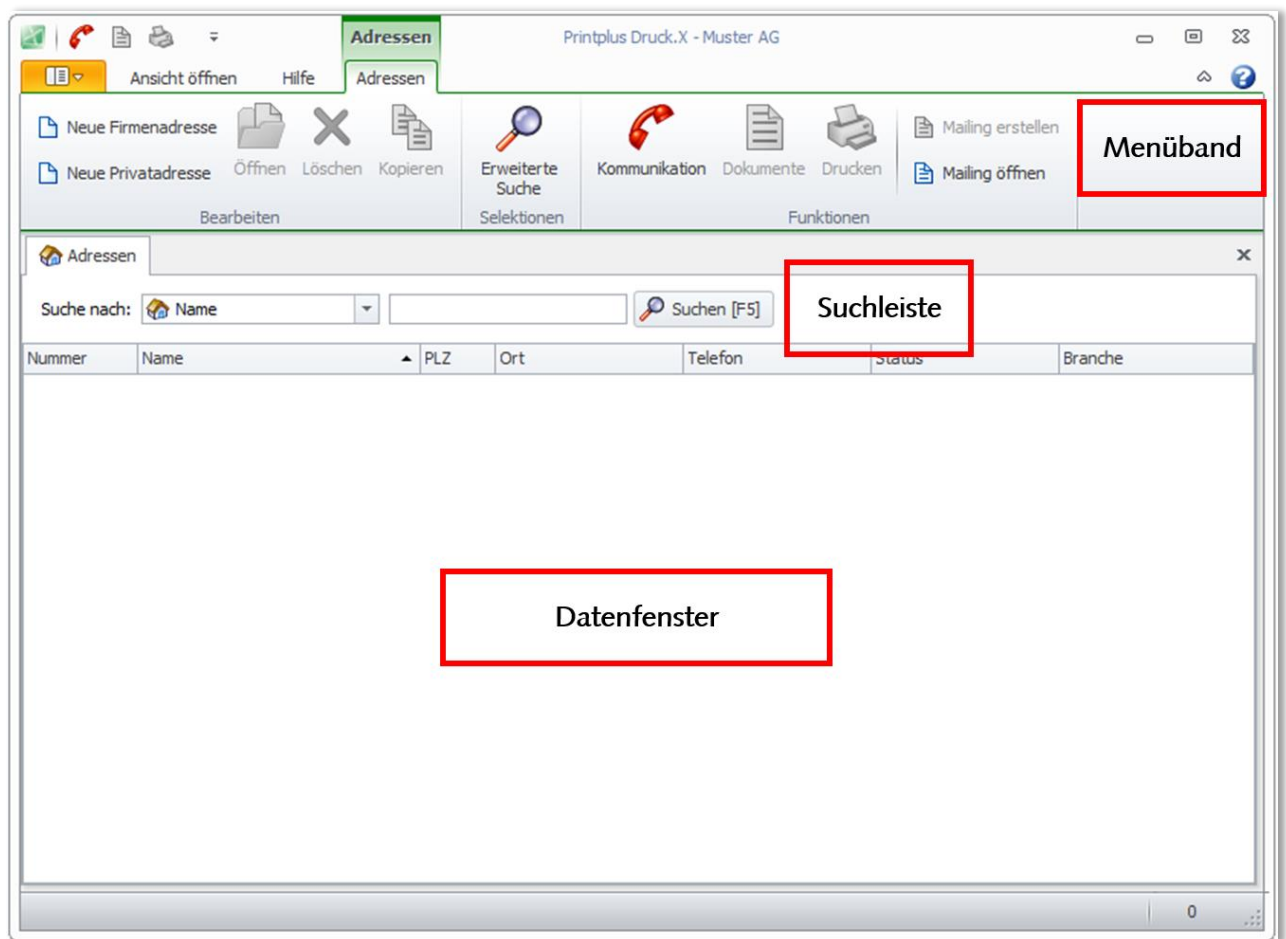 Adressen
Printplus Druck.X - Muster AG
Ansicht öffnen
Hilfe
Adressen
Neue Firmenadresse
Neue Privatadresse
Öffnen
Löschen
Kopieren
Bearbeiten
Erweiterte
Suche
Selektionen
Kommunikation
Dokumente
Drucken
Mailing erstellen
Mailing öffnen
Funktionen
Menüband
Adressen
Suche nach:
Name
Suchen [F5]
Suchleiste
Nummer
Name
PLZ
Ort
Telefon
Status
Branche
Datenfenster
0